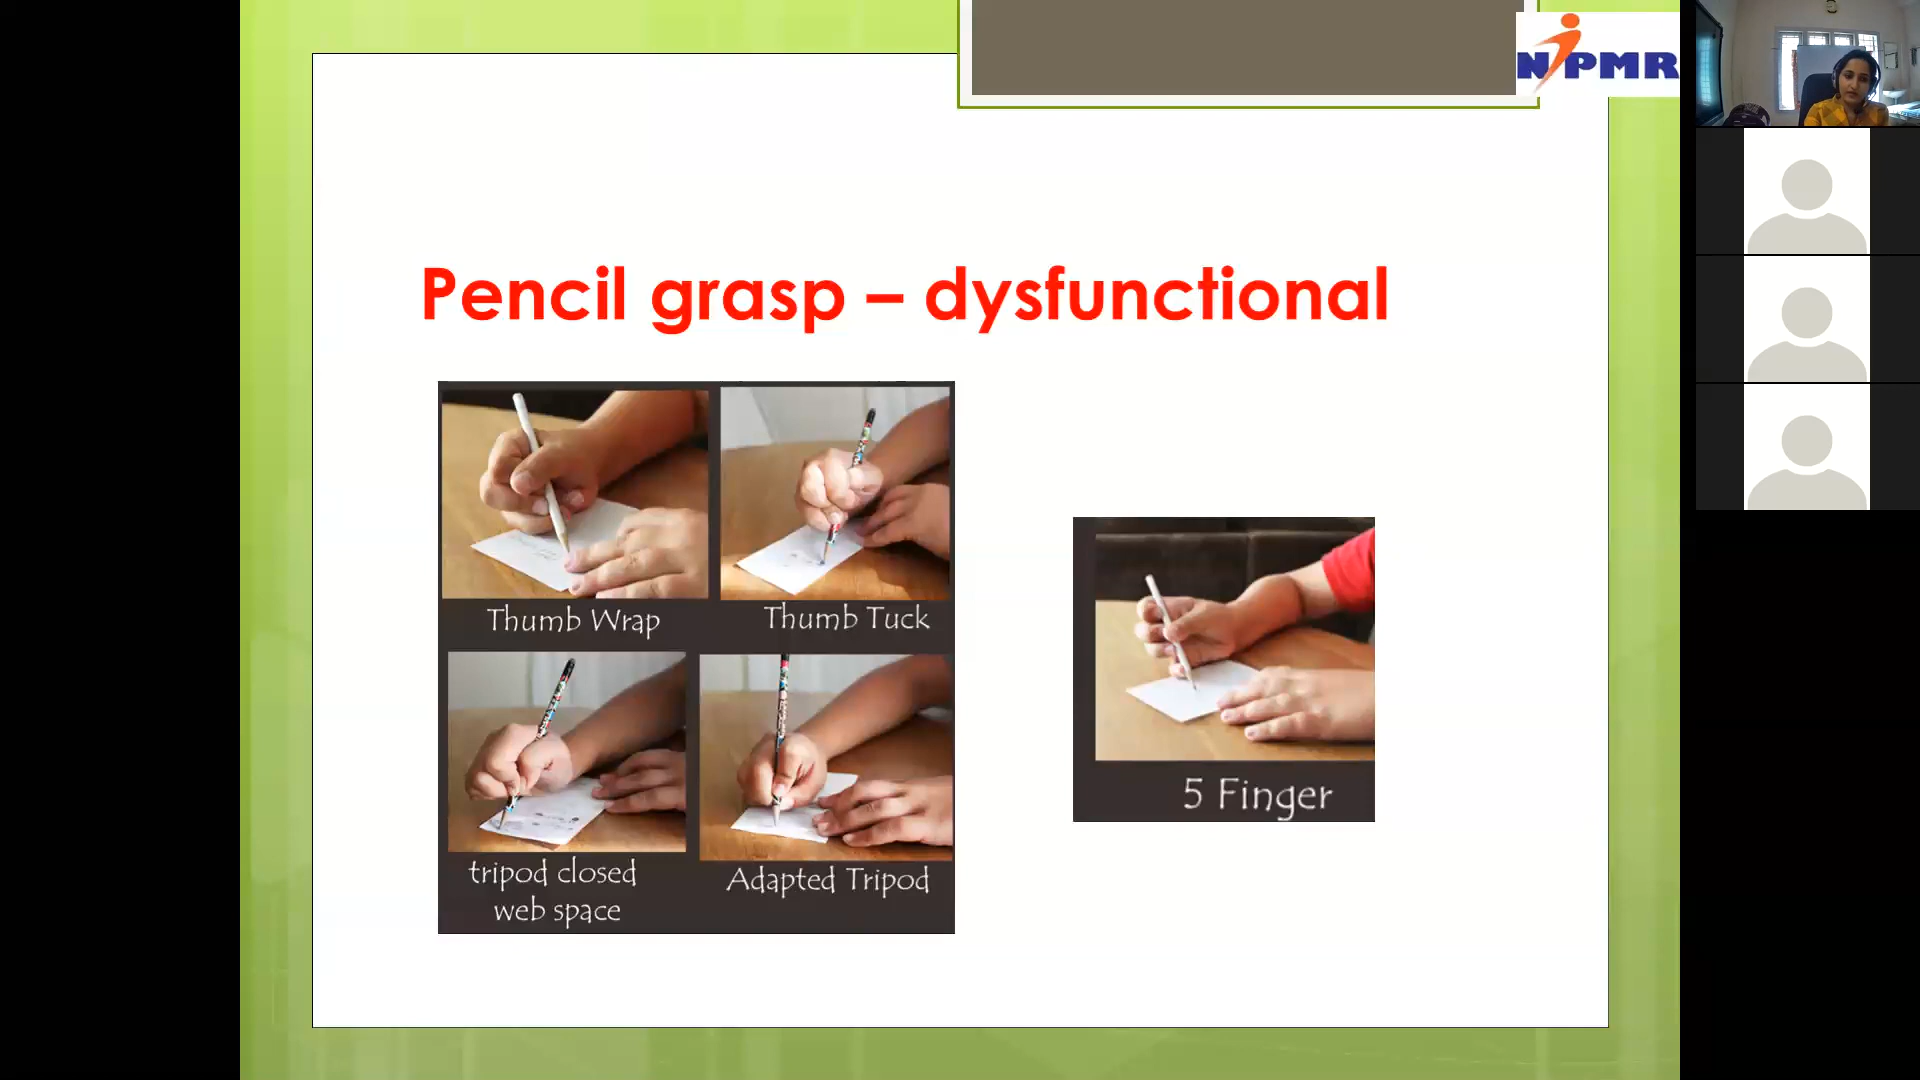 NIPMR
Pencil grasp – dysfunctional
Thumb Wrap
Thumb Tuck
tripod closed
web space
Adapted Tripod
5 Finger